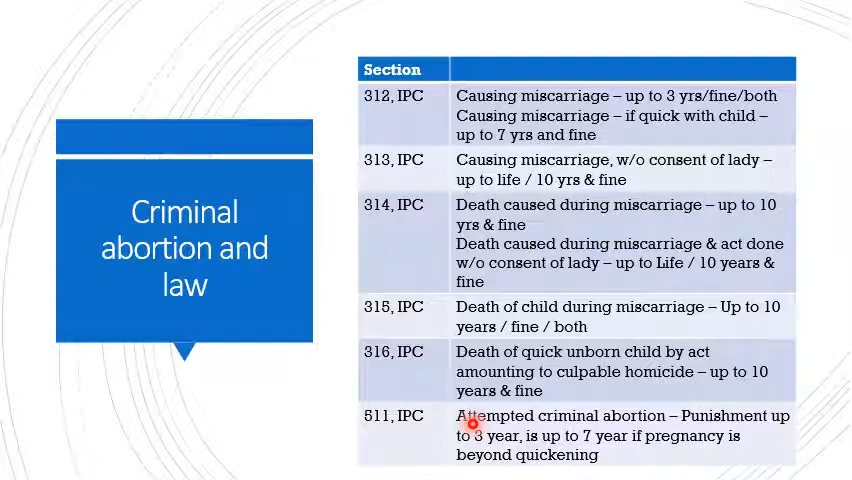 Criminal
abortion and
law
Section
312, IPC
Causing miscarriage – up to 3 yrs/fine/both
Causing miscarriage – if quick with child –
up to 7 yrs and fine
313, IPC
Causing miscarriage, w/o consent of lady –
up to life / 10 yrs & fine
314, IPC
Death caused during miscarriage – up to 10
yrs & fine
Death caused during miscarriage & act done
w/o consent of lady – up to Life / 10 years &
fine
315, IPC
Death of child during miscarriage – Up to 10
years / fine / both
316, IPC
Death of quick unborn child by act
amounting to culpable homicide – up to 10
years & fine
511, IPC
Attempted criminal abortion – Punishment up
to 3 year, is up to 7 year if pregnancy is
beyond quickening